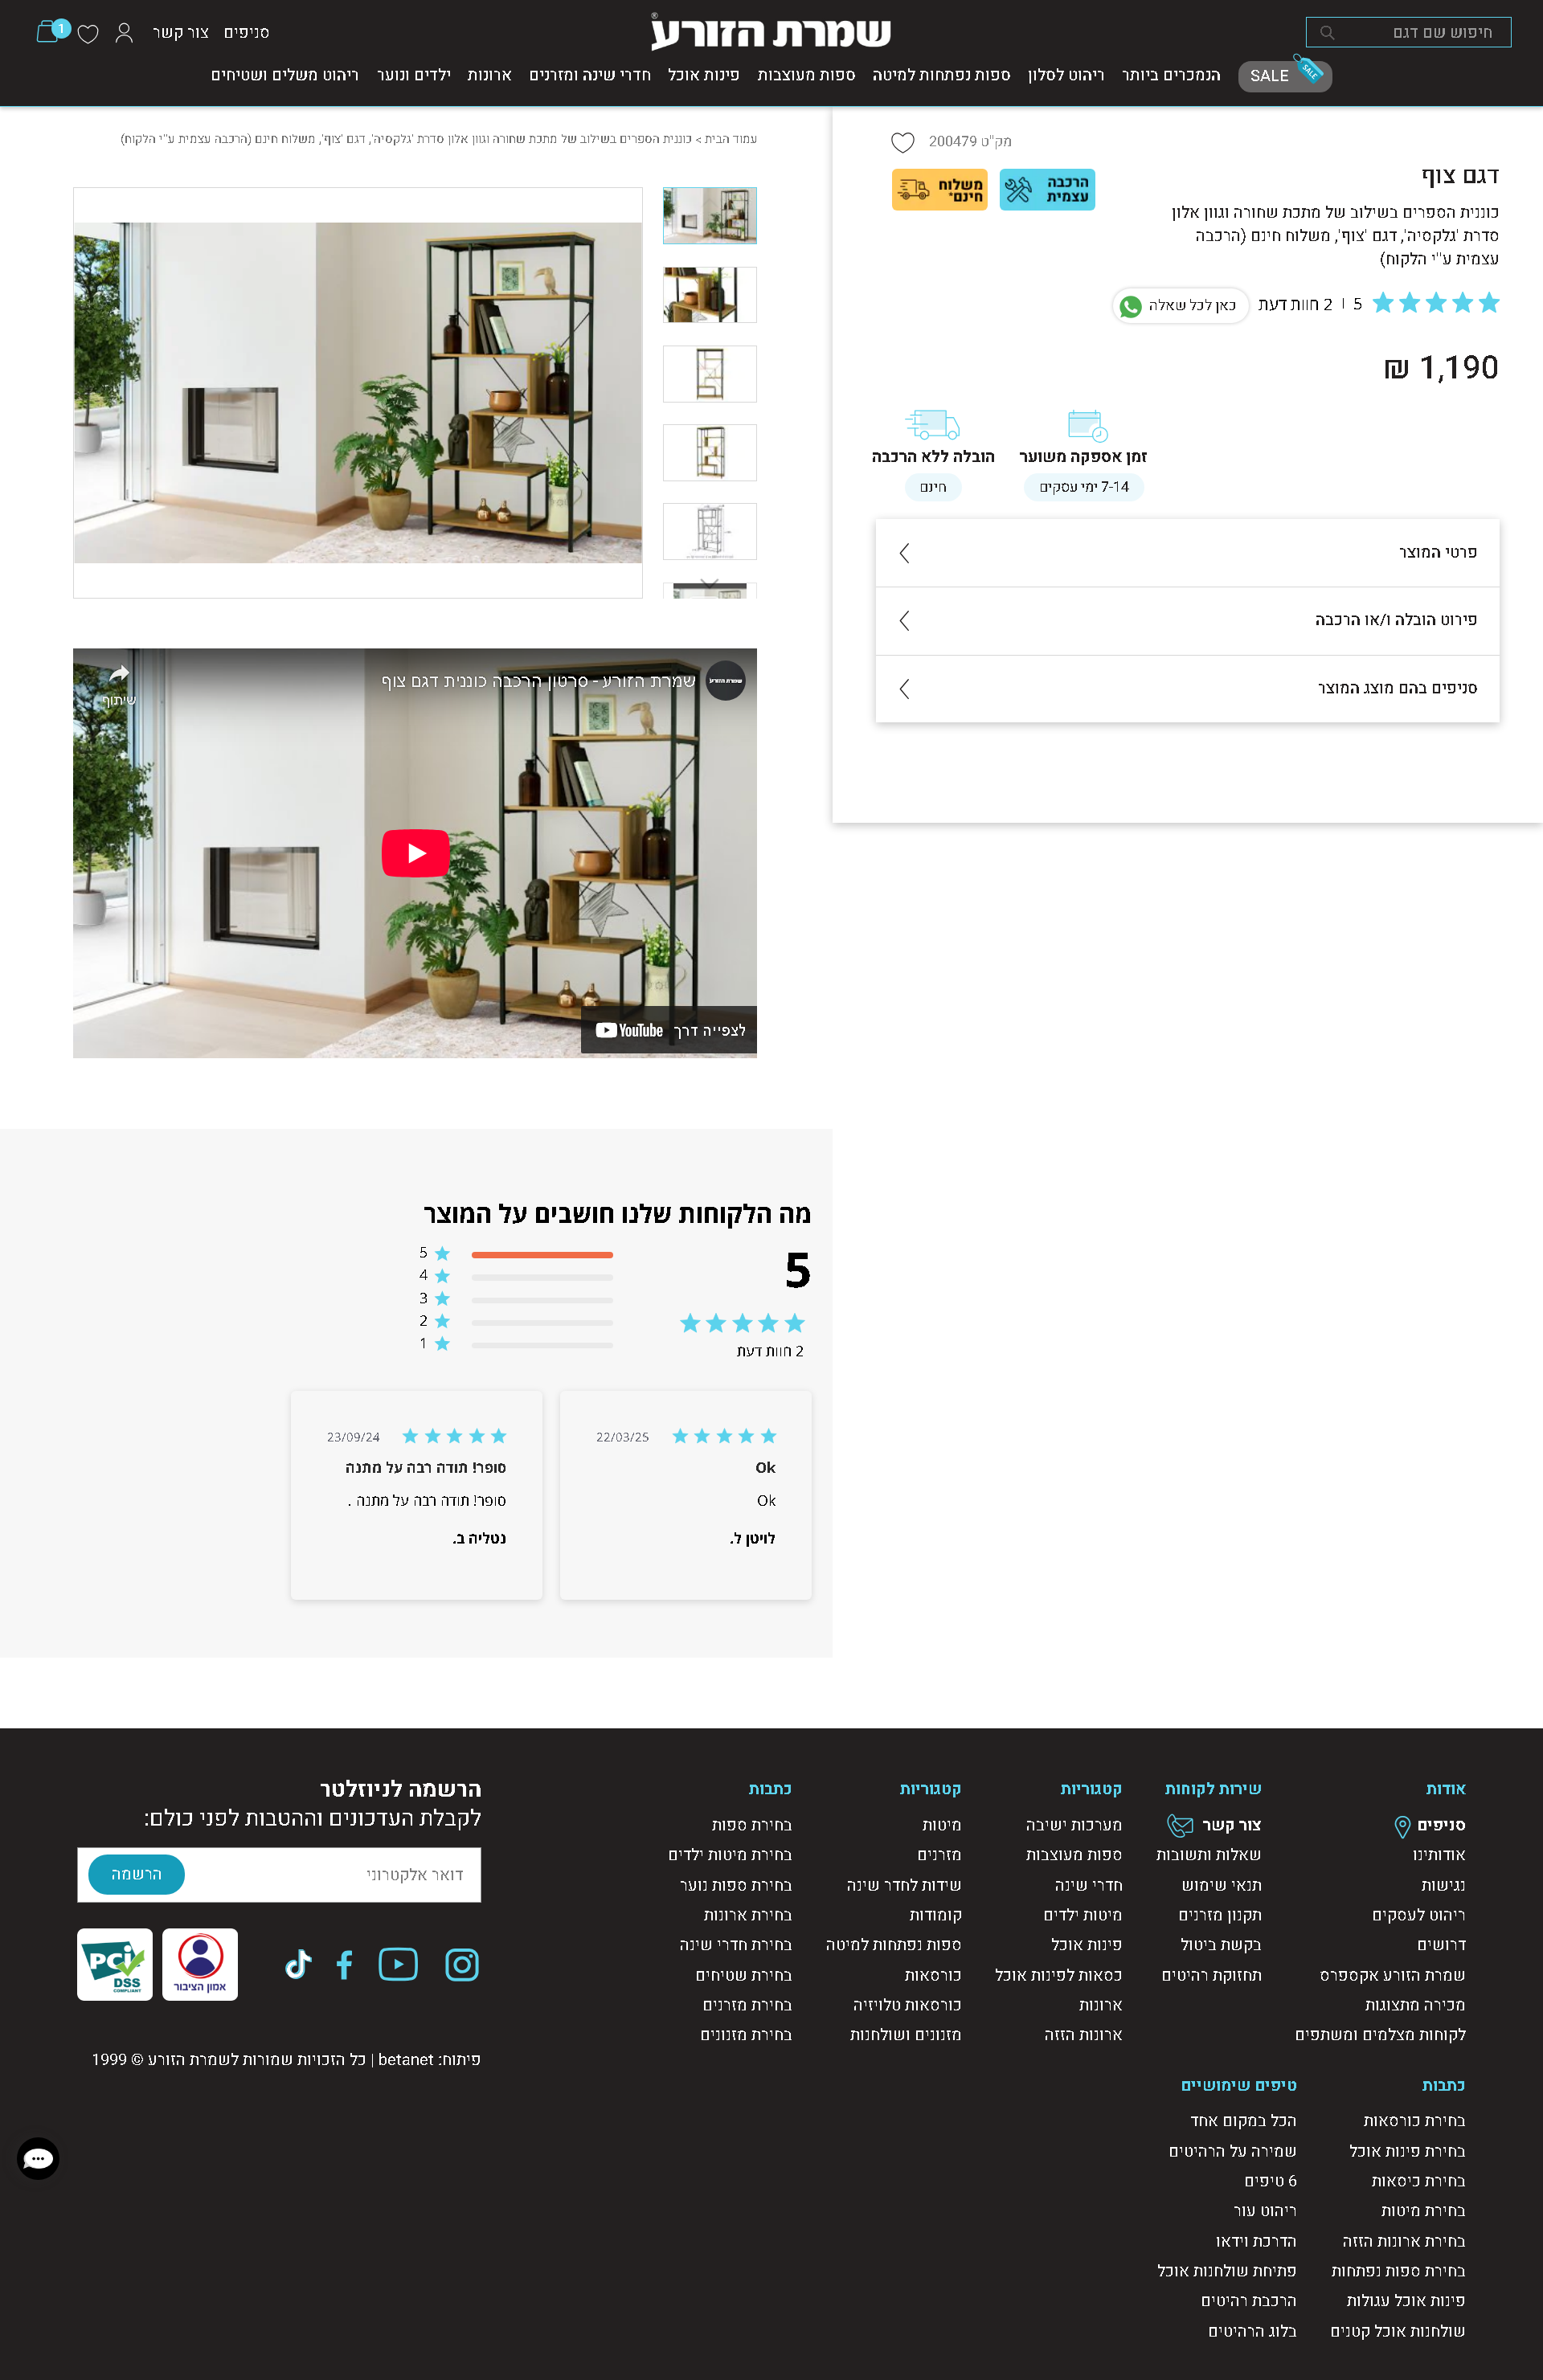 חיפוש שם דגם
שמרת הזורע®
סניפים
צור קשר
1
SALE
SALE
הנמכרים ביותר
ריהוט לסלון
ספות נפתחות למיטה
ספות מעוצבות
פינות אוכל
חדרי שינה ומזרנים
ארונות
ילדים ונוער
ריהוט משלים ושטיחים
עמוד הבית > כוננית הספרים בשילוב של מתכת שחורה וגוון אלון סדרת 'גלקסיה', דגם 'צוף', משלוח חינם (הרכבה עצמית ע''י הלקוח)
מק"ט 200479
דגם צוף
הרכבה עצמית
משלוח חינם*
כוננית הספרים בשילוב של מתכת שחורה וגוון אלון
סדרת 'גלקסיה', דגם 'צוף', משלוח חינם (הרכבה
עצמית ע''י הלקוח)
5 | 2 חוות דעת
כאן לכל שאלה
1,190 ₪
זמן אספקה משוער
7-14 ימי עסקים
הובלה ללא הרכבה
חינם
פרטי המוצר
פירוט הובלה ו/או הרכבה
סניפים בהם מוצג המוצר
שמרת הזורע
שמרת הזורע - סרטון הרכבה כוננית דגם צוף
שיתוף
לצפייה דרך YouTube
מה הלקוחות שלנו חושבים על המוצר
5
2 חוות דעת
5
4
3
2
1
22/03/25
Ok
Ok
לויטן ל.
23/09/24
סופר! תודה רבה על מתנה
סופר! תודה רבה על מתנה .
נטליה ב.
אודות
סניפים
אודותינו
נגישות
ריהוט לעסקים
דרושים
שמרת הזורע אקספרס
מכירה מתצוגות
לקוחות מצלמים ומשתפים
שירות לקוחות
צור קשר
שאלות ותשובות
תנאי שימוש
תקנון מזרנים
בקשת ביטול
תחזוקת רהיטים
קטגוריות
מערכות ישיבה
ספות מעוצבות
חדרי שינה
מיטות ילדים
פינות אוכל
כסאות לפינות אוכל
ארונות
ארונות הזזה
קטגוריות
מיטות
מזרנים
שידות לחדר שינה
קומודות
ספות נפתחות למיטה
כורסאות
כורסאות טלויזיה
מזנונים ושולחנות
כתבות
בחירת ספות
בחירת מיטות ילדים
בחירת ספות נוער
בחירת ארונות
בחירת חדרי שינה
בחירת שטיחים
בחירת מזרנים
בחירת מזנונים
הרשמה לניוזלטר
לקבלת העדכונים וההטבות לפני כולם:
דואר אלקטרוני
הרשמה
אמון הציבור
PCI
DSS
COMPLIANT
פיתוח: betanet | כל הזכויות שמורות לשמרת הזורע © 1999
כתבות
בחירת כורסאות
בחירת פינות אוכל
בחירת כיסאות
בחירת מיטות
בחירת ארונות הזזה
בחירת ספות נפתחות
פינות אוכל עגולות
שולחנות אוכל קטנים
טיפים שימושיים
הכל במקום אחד
שמירה על הרהיטים
6 טיפים
ריהוט עור
הדרכת וידאו
פתיחת שולחנות אוכל
הרכבת רהיטים
בלוג הרהיטים